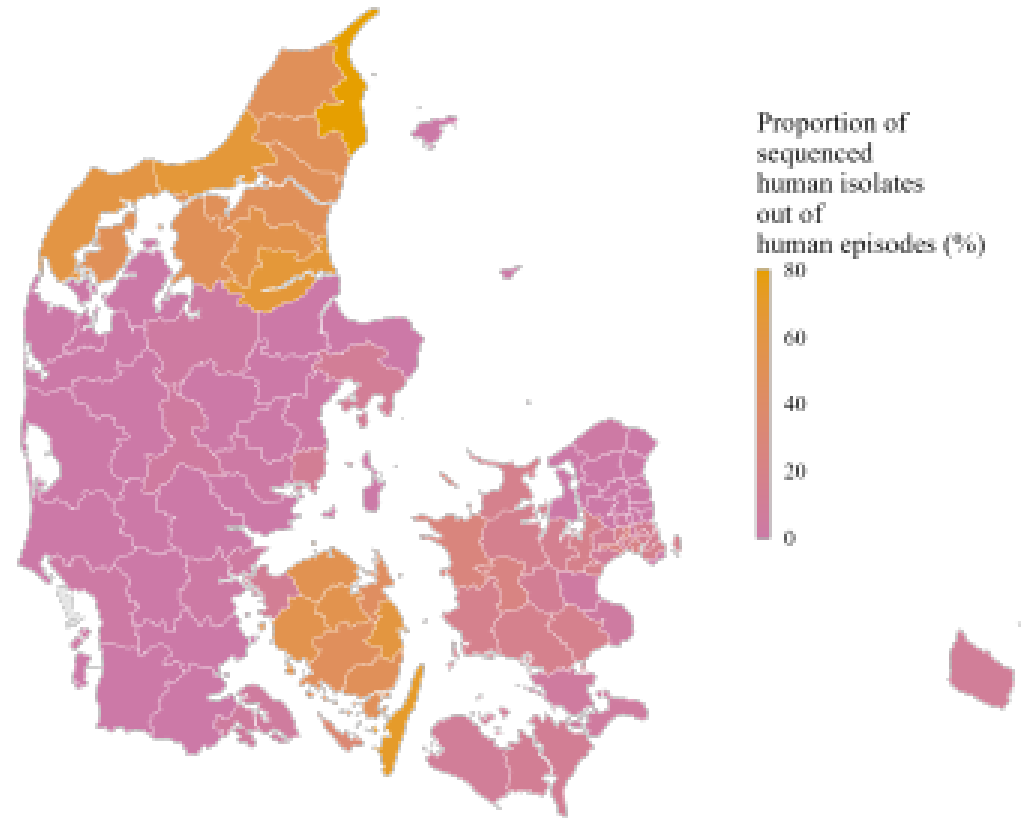 Proportion of
sequenced
human isolates
out of
human episodes (%)
80
60
40
20
0